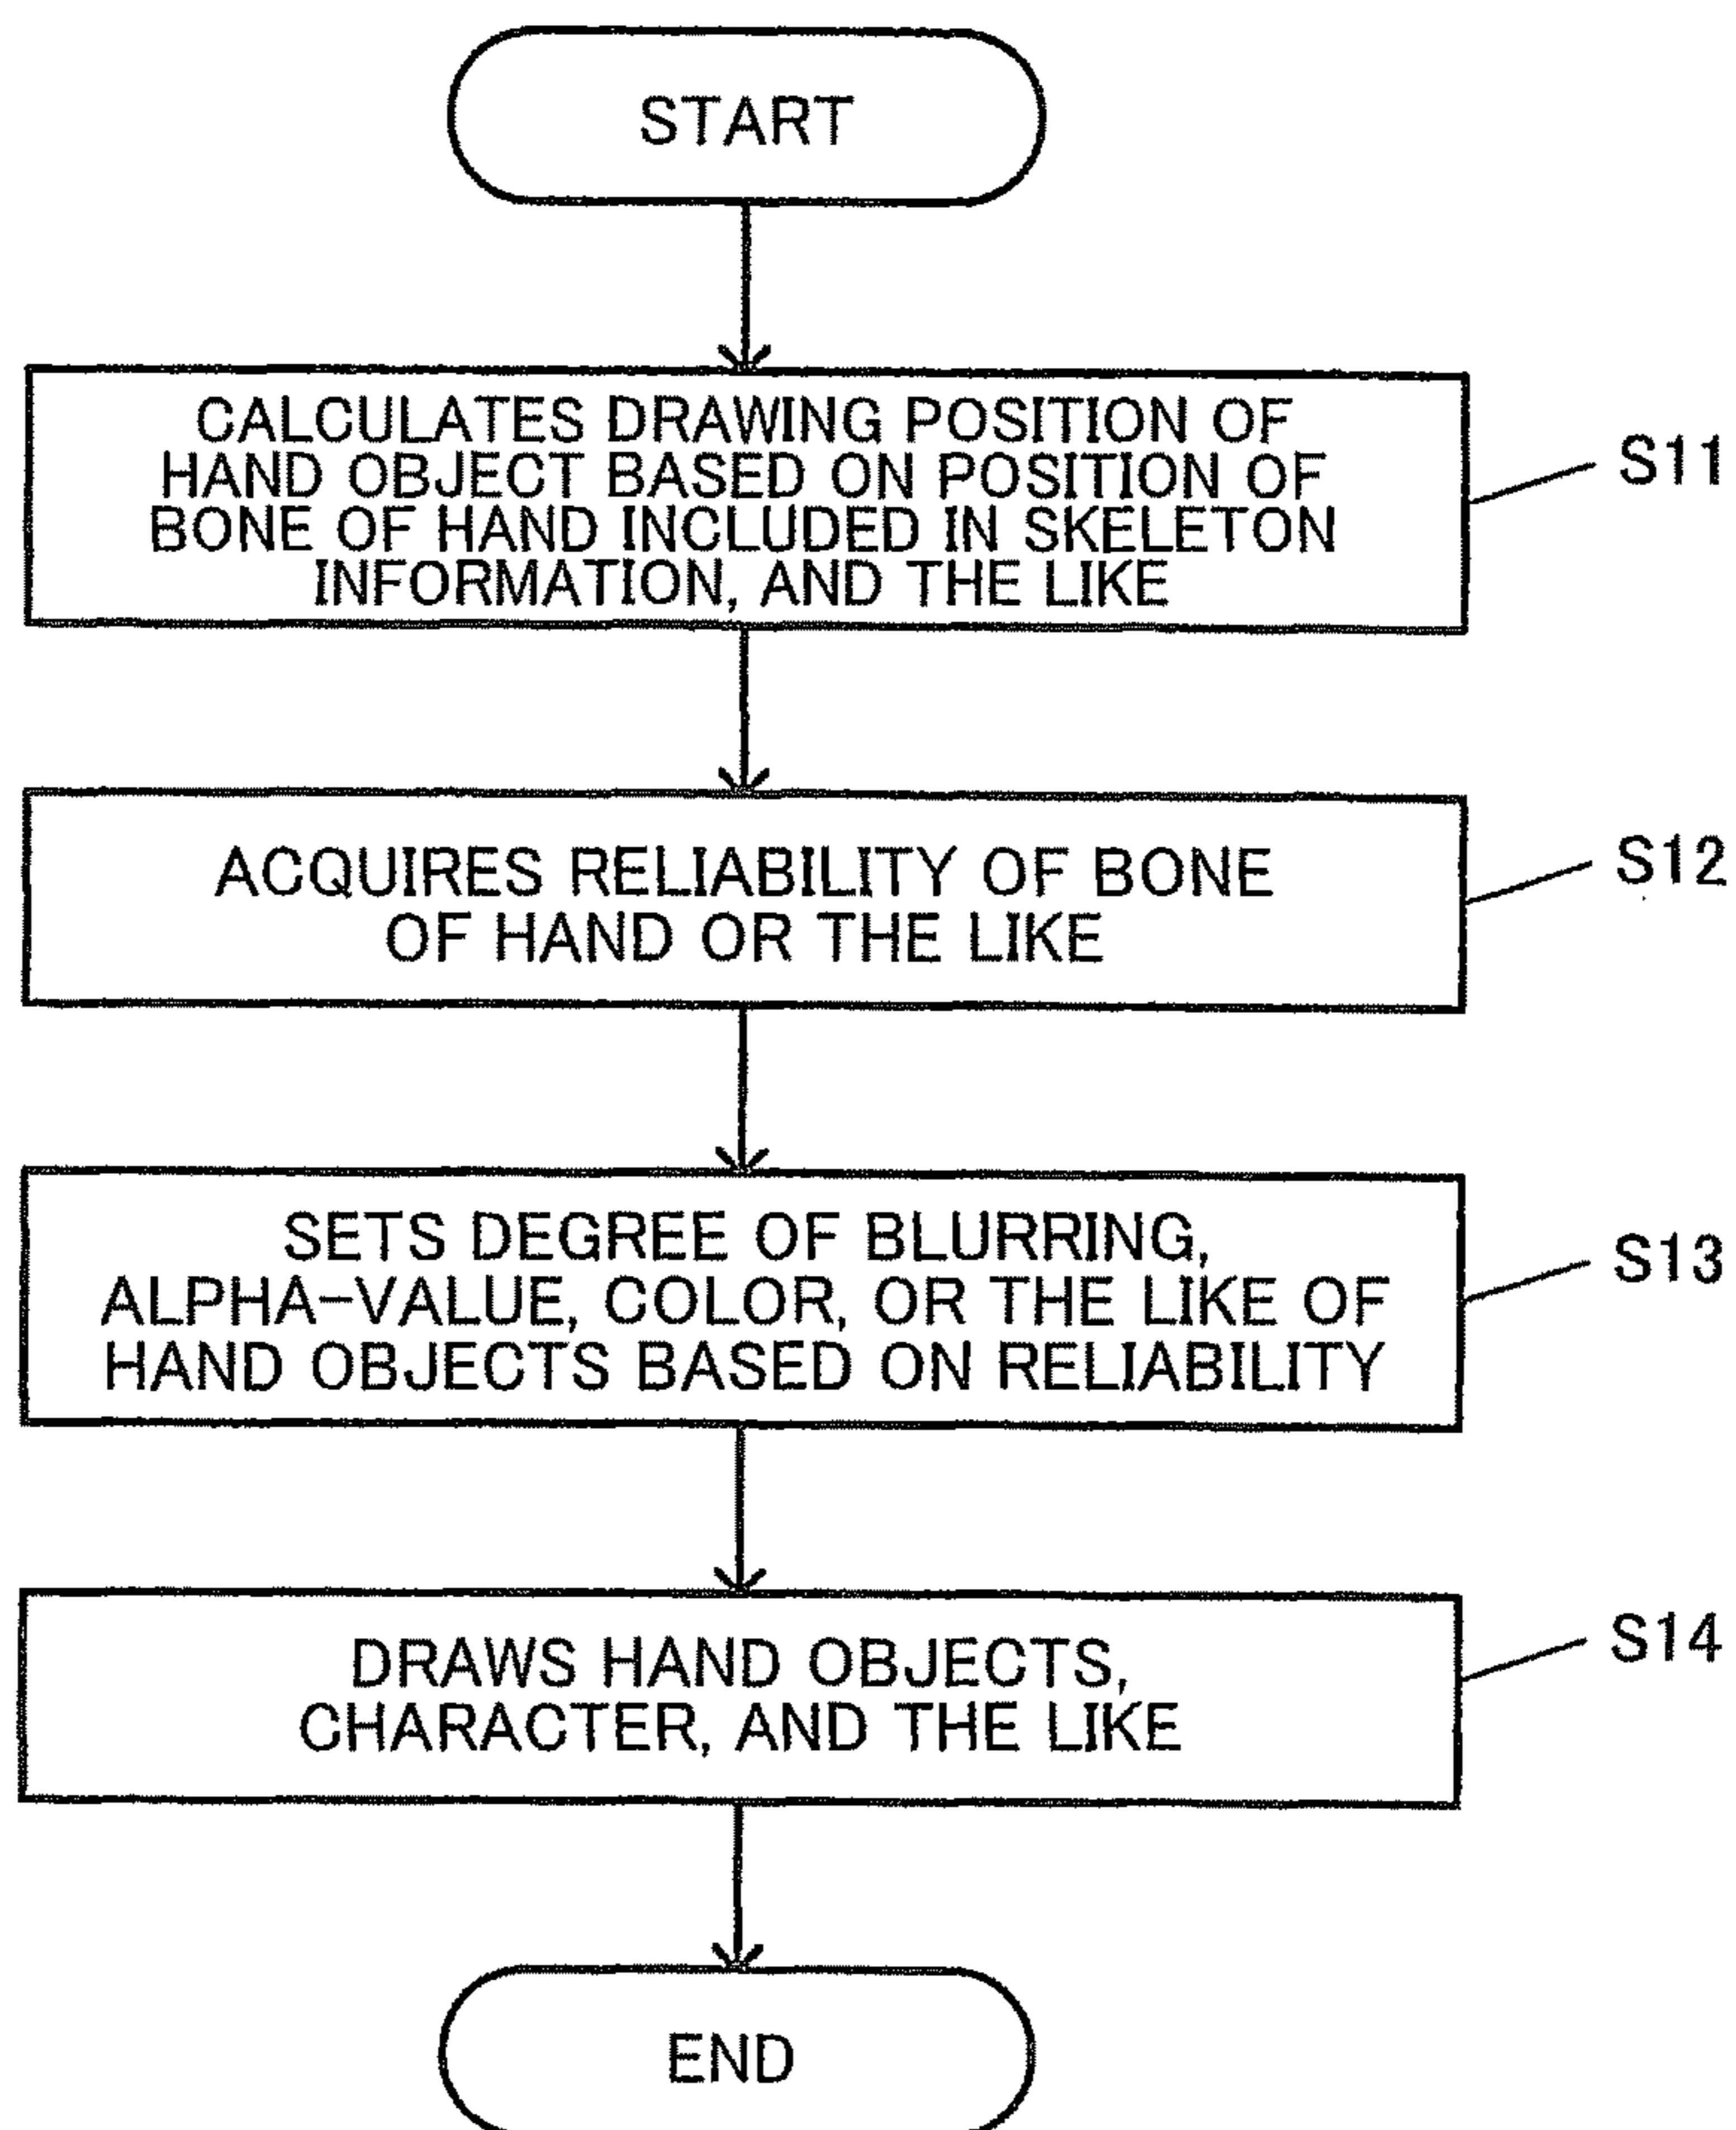 START
CALCULATES DRAWING POSITION OF
HAND OBJECT BASED ON POSITION OF
BONE OF HAND INCLUDED IN SKELETON
INFORMATION, AND THE LIKE
S11
ACQUIRES RELIABILITY OF BONE
OF HAND OR THE LIKE
S12
SETS DEGREE OF BLURRING,
ALPHA-VALUE, COLOR, OR THE LIKE OF
HAND OBJECTS BASED ON RELIABILITY
S13
DRAWS HAND OBJECTS,
CHARACTER, AND THE LIKE
S14
END